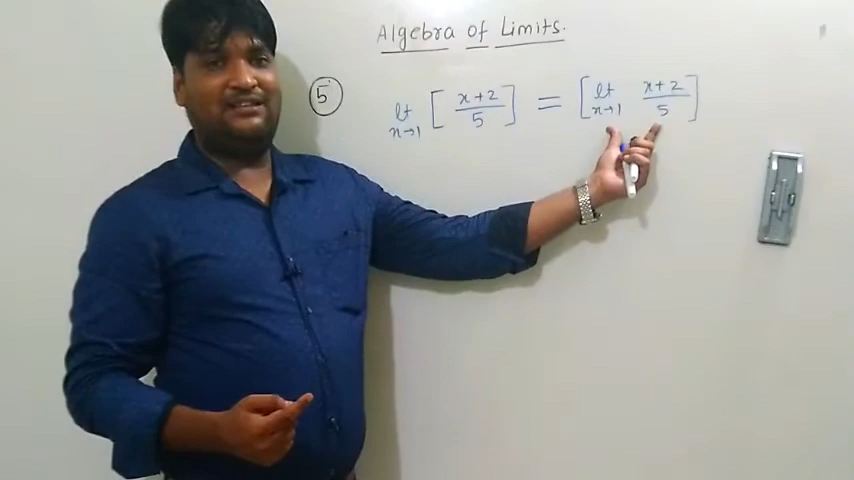 Algebra of Limits.
5 lt x→1 [ x+2 / 5 ] = [ lt x→1 x+2 / 5 ]